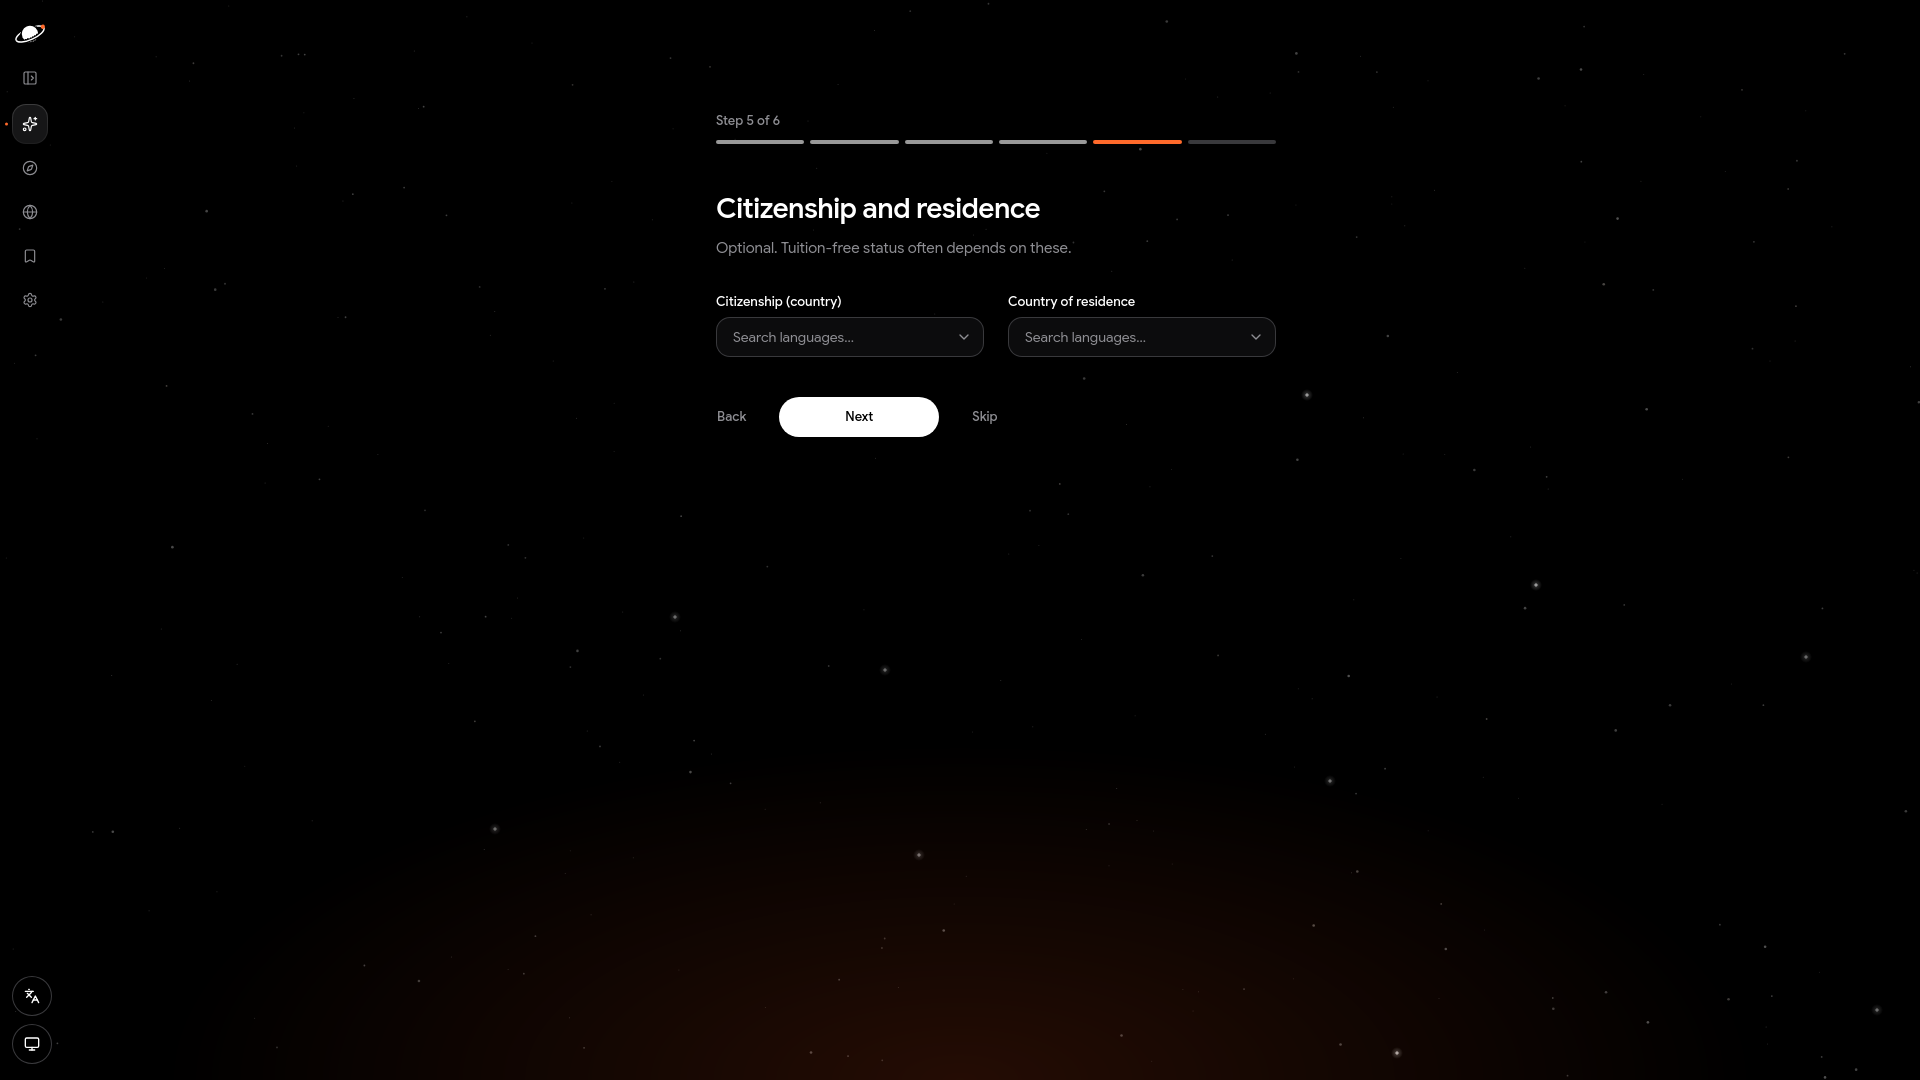 Step 5 of 6
Citizenship and residence
Optional. Tuition-free status often depends on these.
Citizenship (country)
Country of residence
Search languages...
Search languages...
Back
Next
Skip